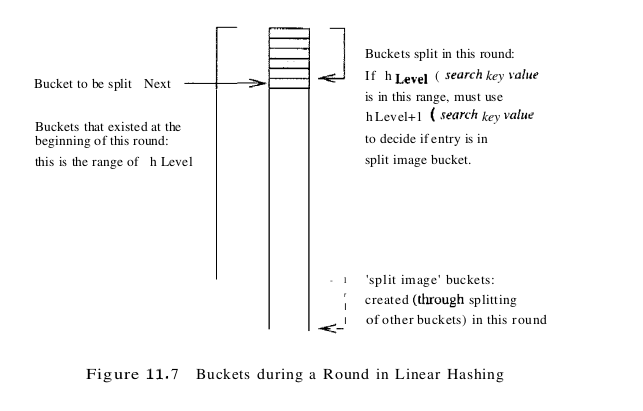 Bucket to be split Next
Buckets that existed at the
beginning of this round:
this is the range of h Level
Buckets split in this round:
If h Level ( search key value
is in this range, must use
h Level+1 ( search key value
to decide if entry is in
split image bucket.
'split image' buckets:
created (through splitting
of other buckets) in this round
Figure 11.7 Buckets during a Round in Linear Hashing